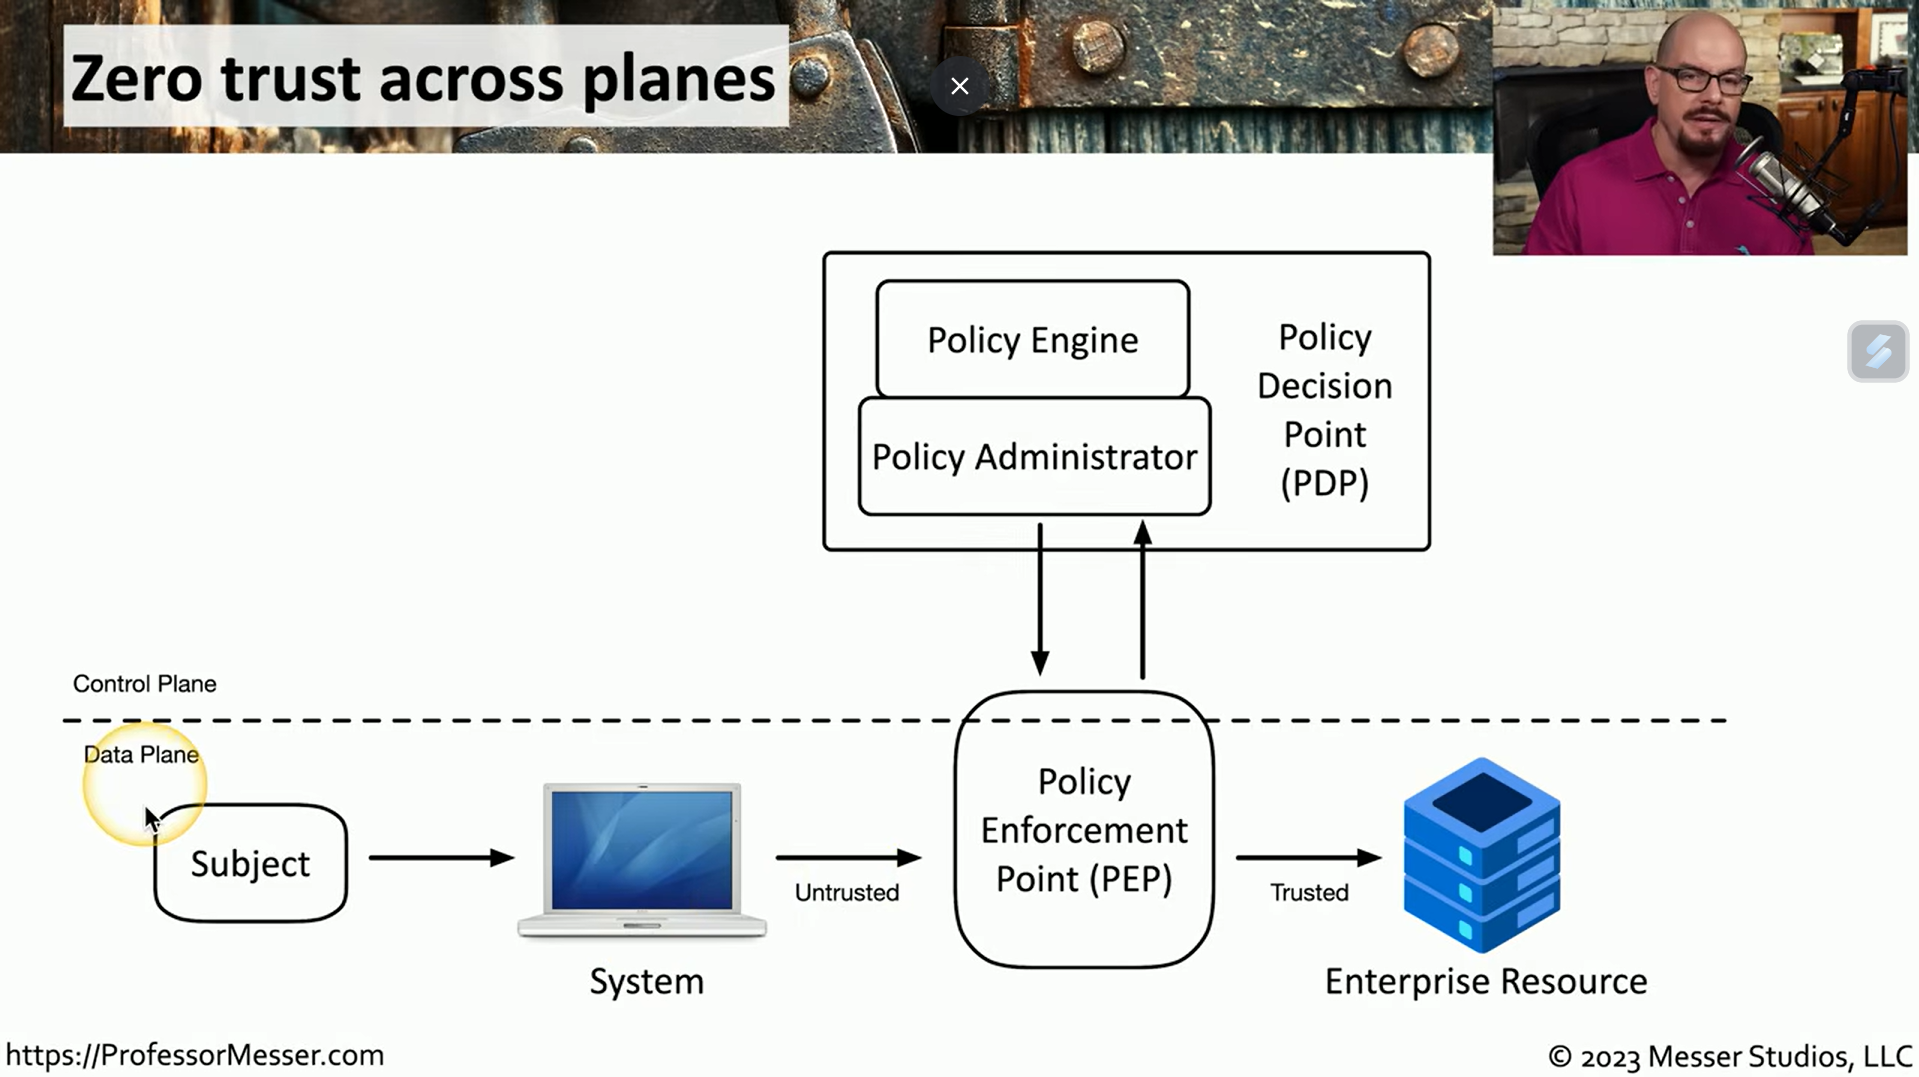 Zero trust across planes
Policy Engine
Policy Administrator
Policy
Decision
Point
(PDP)
Control Plane
Data Plane
Subject
System
Untrusted
Policy
Enforcement
Point (PEP)
Trusted
Enterprise Resource
https://ProfessorMesser.com
© 2023 Messer Studios, LLC